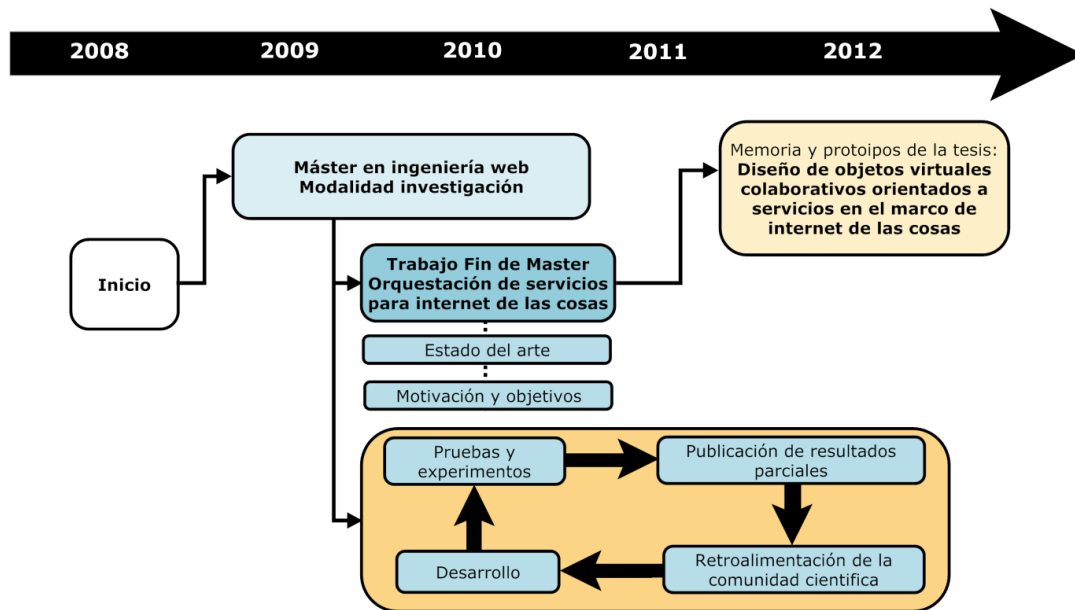 2008 2009 2010 2011 2012
Máster en ingeniería web
Modalidad investigación
Memoria y protoipos de la tesis:
Diseño de objetos virtuales
colaborativos orientados a
servicios en el marco de
internet de las cosas
Inicio
Trabajo Fin de Master
Orquestación de servicios
para internet de las cosas
Estado del arte
Motivación y objetivos
Pruebas y
experimentos
Publicación de resultados
parciales
Desarrollo
Retroalimentación de la
comunidad cientifica